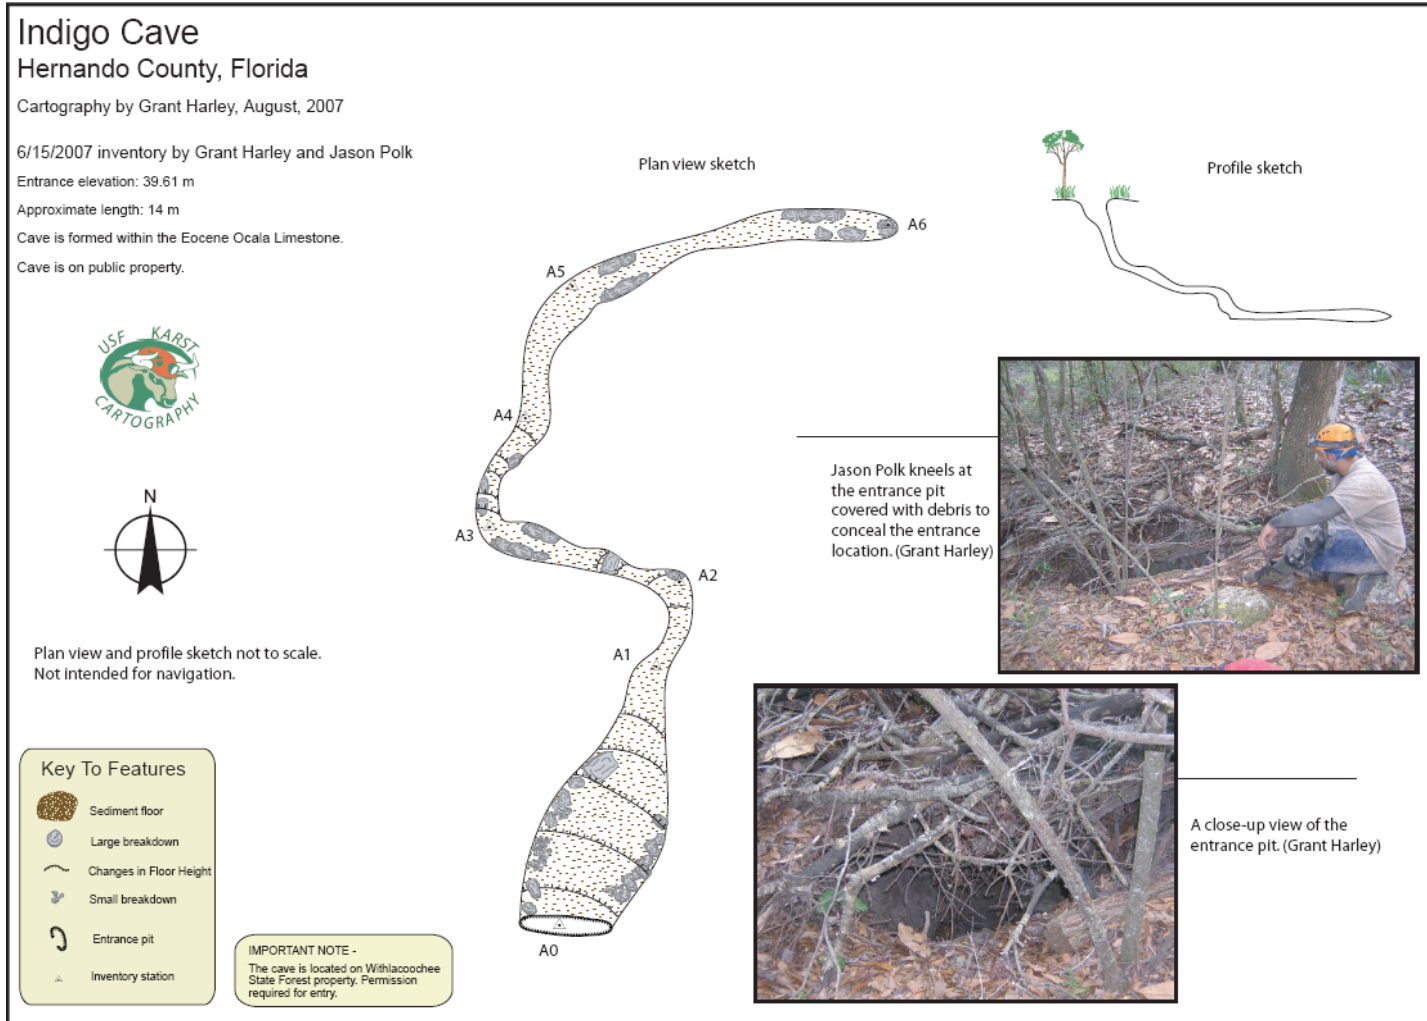 Indigo Cave
Hernando County, Florida
Cartography by Grant Harley, August, 2007
6/15/2007 inventory by Grant Harley and Jason Polk
Entrance elevation: 39.61 m
Approximate length: 14 m
Cave is formed within the Eocene Ocala Limestone.
Cave is on public property.
USF KARST
CARTOGRAPHY
N
Plan view and profile sketch not to scale.
Not intended for navigation.
Key To Features
Sediment floor
Large breakdown
Changes in Floor Height
Small breakdown
Entrance pit
Inventory station
IMPORTANT NOTE -
The cave is located on Withlacoochee
State Forest property. Permission
required for entry.
Plan view sketch
A6
A5
A4
A3
A2
A1
A0
Profile sketch
Jason Polk kneels at
the entrance pit
covered with debris to
conceal the entrance
location. (Grant Harley)
A close-up view of the
entrance pit. (Grant Harley)